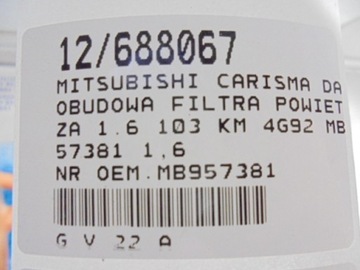 12/688067
MITSUBISHI CARISMA DA
OBUDOWA FILTRA POWIET
ZA 1.6 103 KM 4G92 MB
57381 1,6
NR OEM.MB957381
G V 22 A